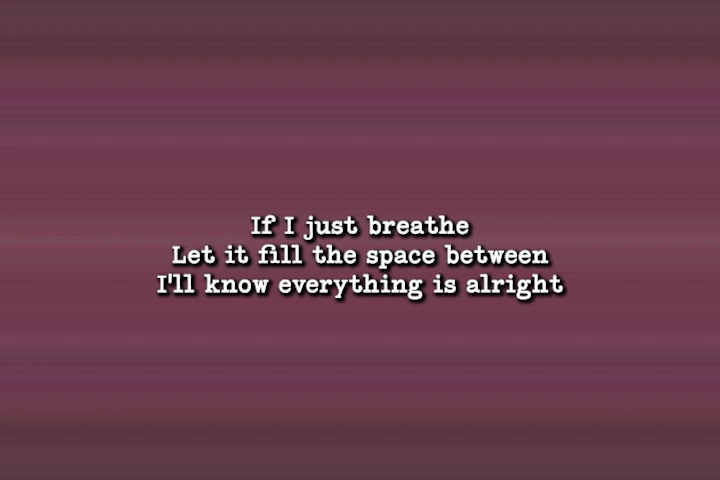 If I just breathe
Let it fill the space between
I'll know everything is alright